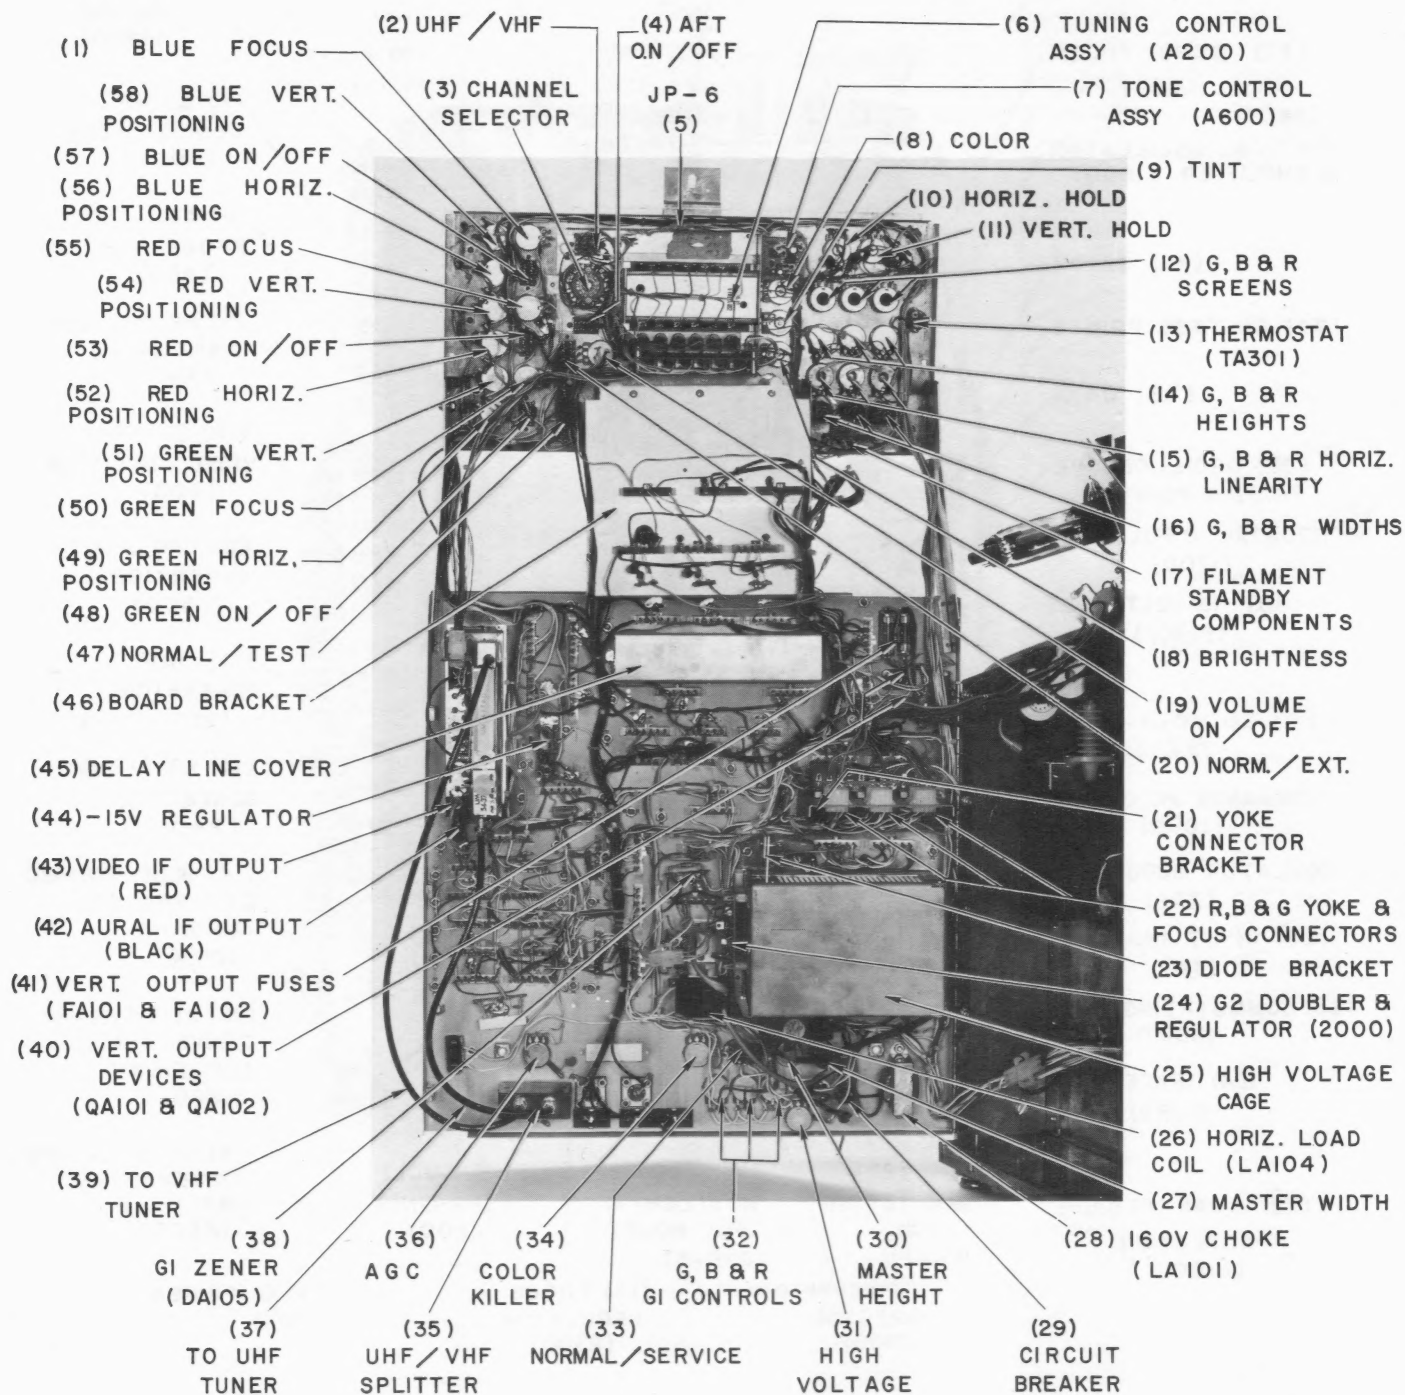 (1) BLUE FOCUS
(2) UHF/VHF
(3) CHANNEL
SELECTOR
(4) AFT
ON/OFF
JP-6
(5)
(6) TUNING CONTROL
ASSY (A200)
(7) TONE CONTROL
ASSY (A600)
(8) COLOR
(9) TINT
(10) HORIZ. HOLD
(11) VERT. HOLD
(12) G, B & R
SCREENS
(13) THERMOSTAT
(TA301)
(14) G, B & R
HEIGHTS
(15) G, B & R HORIZ.
LINEARITY
(16) G, B & R WIDTHS
(17) FILAMENT
STANDBY
COMPONENTS
(18) BRIGHTNESS
(19) VOLUME
ON/OFF
(20) NORM./EXT.
(21) YOKE
CONNECTOR
BRACKET
(22) R,B & G YOKE &
FOCUS CONNECTORS
(23) DIODE BRACKET
(24) G2 DOUBLER &
REGULATOR (2000)
(25) HIGH VOLTAGE
CAGE
(26) HORIZ. LOAD
COIL (LA104)
(27) MASTER WIDTH
(28) 160V CHOKE
(LA101)
(29)
CIRCUIT
BREAKER
(30)
MASTER
HEIGHT
(31)
HIGH
VOLTAGE
(32)
G, B & R
G1 CONTROLS
(33)
NORMAL/SERVICE
(34)
COLOR
KILLER
(35)
UHF/VHF
SPLITTER
(36)
AGC
(37)
TO UHF
TUNER
(38)
G1 ZENER
(DA105)
(39) TO VHF
TUNER
(40) VERT. OUTPUT
DEVICES
(QA101 & QA102)
(41) VERT. OUTPUT FUSES
(FA101 & FA102)
(42) AURAL IF OUTPUT
(BLACK)
(43) VIDEO IF OUTPUT
(RED)
(44) -15V REGULATOR
(45) DELAY LINE COVER
(46) BOARD BRACKET
(47) NORMAL/TEST
(48) GREEN ON/OFF
(49) GREEN HORIZ.
POSITIONING
(50) GREEN FOCUS
(51) GREEN VERT.
POSITIONING
(52) RED HORIZ.
POSITIONING
(53) RED ON/OFF
(54) RED VERT.
POSITIONING
(55) RED FOCUS
(56) BLUE HORIZ.
POSITIONING
(57) BLUE ON/OFF
(58) BLUE VERT.
POSITIONING